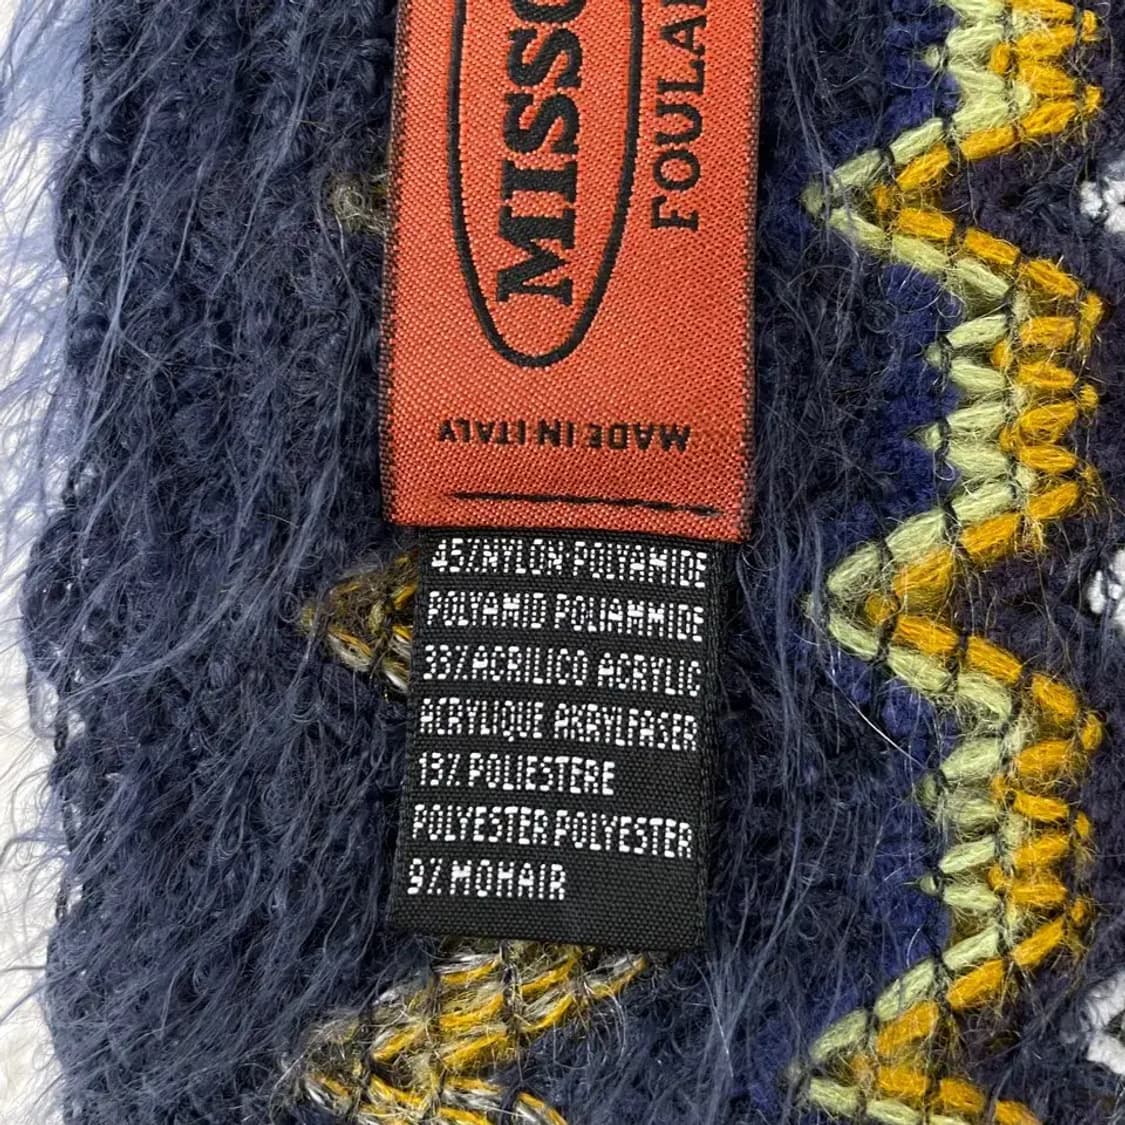 MISSO
FOULA
MADE IN ITALY
45%NYLON POLYAMIDE
POLYAMID POLIAMMIDE
33%ACRILICO ACRYLIC
ACRYLIQUE AKRYLFASER
13% POLIESTERE
POLYESTER POLYESTER
9% MOHAIR